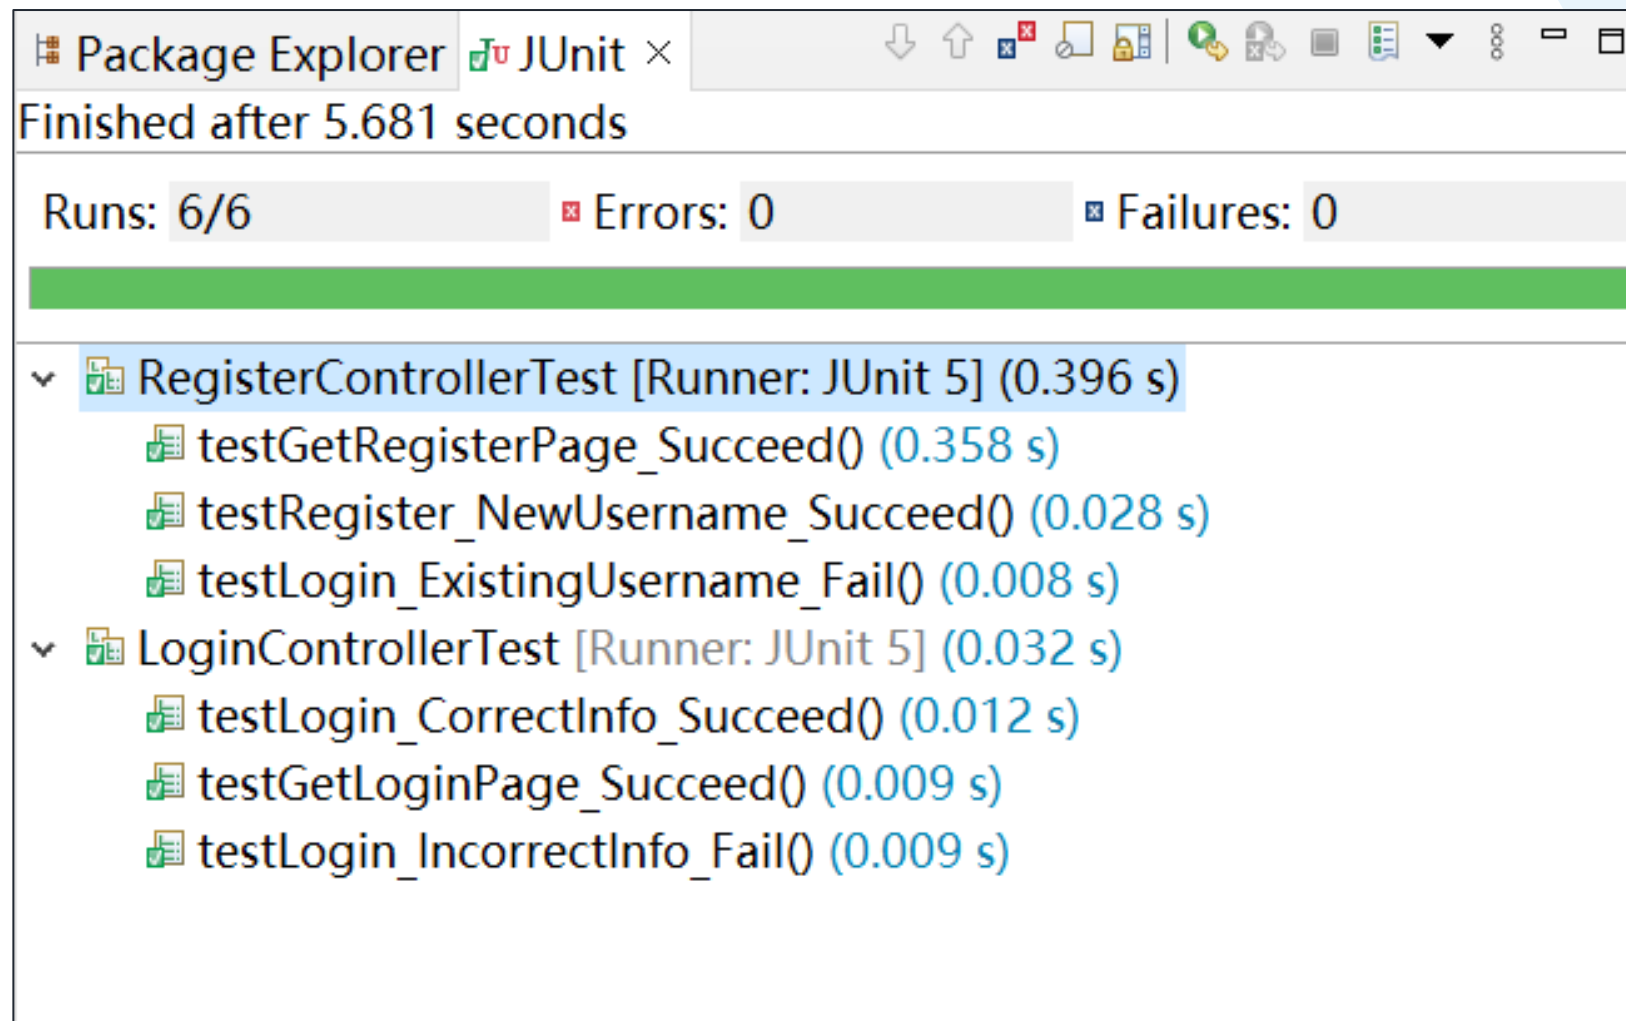 Package Explorer JUnit
Finished after 5.681 seconds
Runs: 6/6 Errors: 0 Failures: 0
RegisterControllerTest [Runner: JUnit 5] (0.396 s)
testGetRegisterPage_Succeed() (0.358 s)
testRegister_NewUsername_Succeed() (0.028 s)
testLogin_ExistingUsername_Fail() (0.008 s)
LoginControllerTest [Runner: JUnit 5] (0.032 s)
testLogin_CorrectInfo_Succeed() (0.012 s)
testGetLoginPage_Succeed() (0.009 s)
testLogin_IncorrectInfo_Fail() (0.009 s)